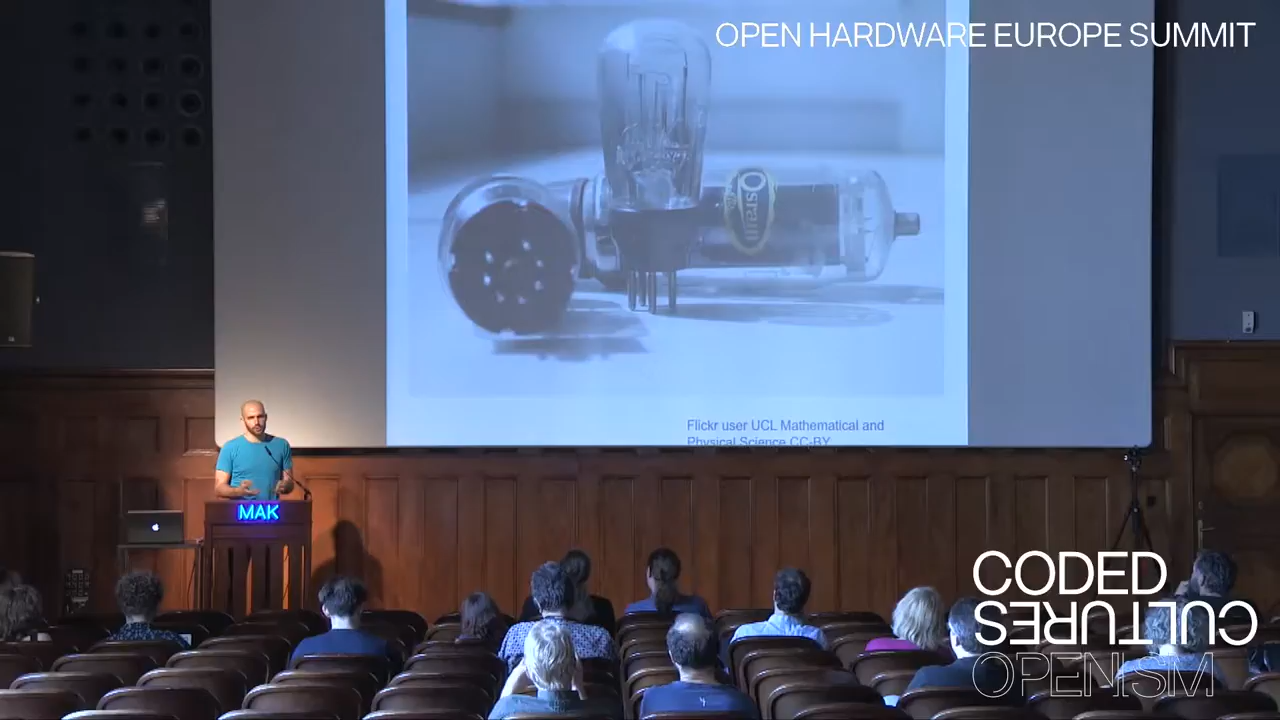 OPEN HARDWARE EUROPE SUMMIT
Osram
Flickr user UCL Mathematical and
Physical Science CC-BY
MAK
CODED
CULTURES
OPENISM